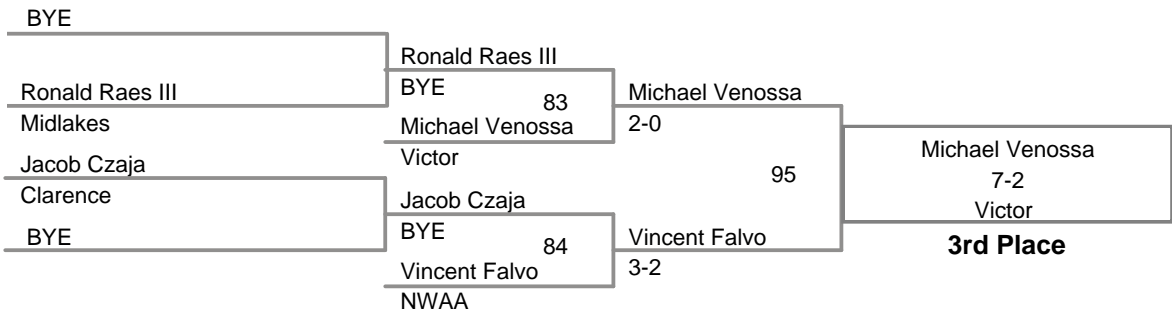 BYE
Ronald Raes III
Midlakes
Jacob Czaja
Clarence
BYE
Ronald Raes III
BYE
83
Michael Venossa
Victor
Jacob Czaja
BYE
84
Vincent Falvo
NWAA
Michael Venossa
2-0
95
Vincent Falvo
3-2
Michael Venossa
7-2
Victor
3rd Place